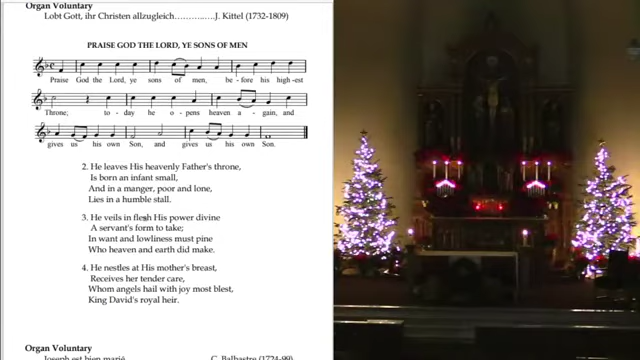 Organ Voluntary
Lobt Gott, ihr Christen allzugleich………..….J. Kittel (1732-1809)
PRAISE GOD THE LORD, YE SONS OF MEN
Praise God the Lord, ye sons of men, be - fore his high - est
Throne; to - day he o - pens heaven a - gain, and
gives us his own Son, and gives us his own Son.
2. He leaves His heavenly Father's throne,
Is born an infant small,
And in a manger, poor and lone,
Lies in a humble stall.
3. He veils in flesh His power divine
A servant's form to take;
In want and lowliness must pine
Who heaven and earth did make.
4. He nestles at His mother's breast,
Receives her tender care,
Whom angels hail with joy most blest,
King David's royal heir.
Organ Voluntary
Joseph est bien marié C. Balbastre (1724-99)